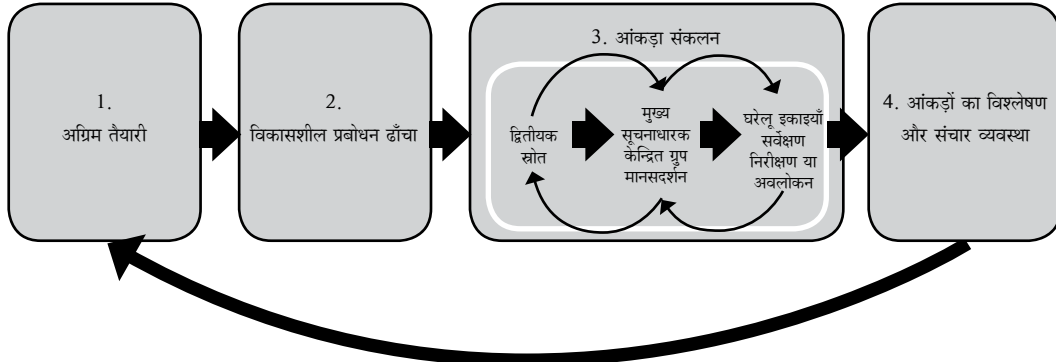 1.
अग्रिम तैयारी
2.
विकासशील प्रबोधन ढाँचा
3. आंकड़ा संकलन
द्वितीयक
स्रोत
मुख्य
सूचनाधारक
केन्द्रित ग्रुप
मानसदर्शन
घरेलू इकाइयाँ
सर्वेक्षण
निरीक्षण या
अवलोकन
4. आंकड़ों का विश्लेषण
और संचार व्यवस्था